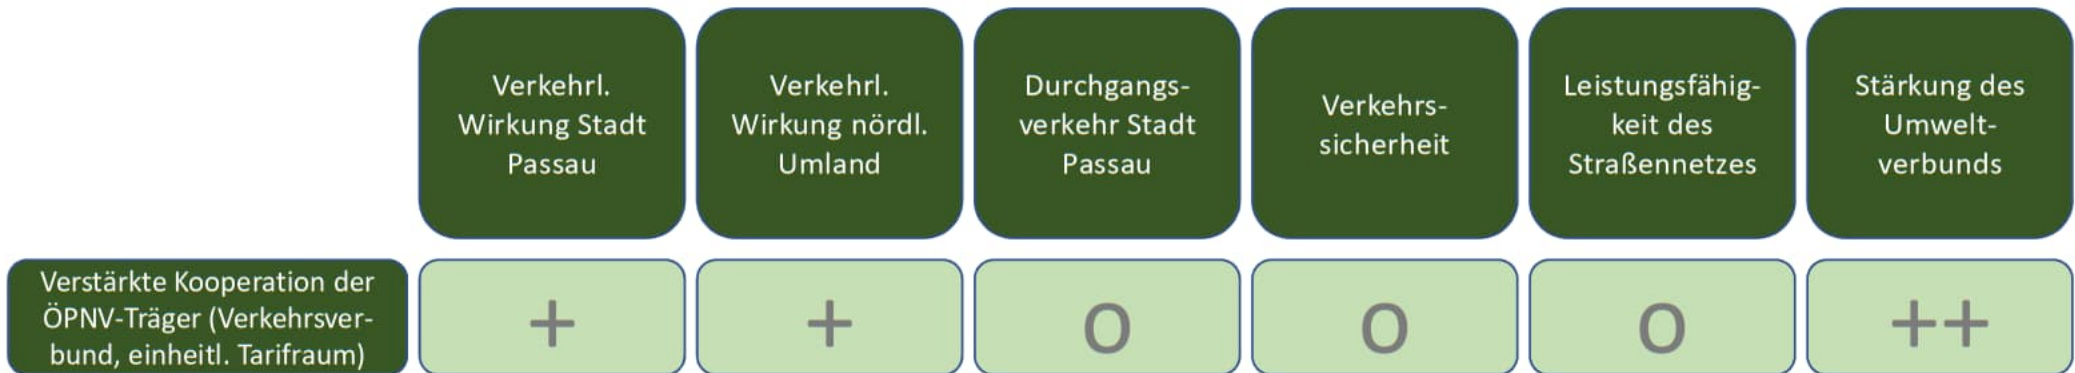 Verkehrl.
Wirkung Stadt
Passau
Verkehrl.
Wirkung nördl.
Umland
Durchgangs-
verkehr Stadt
Passau
Verkehrs-
sicherheit
Leistungsfähig-
keit des
Straßennetzes
Stärkung des
Umwelt-
verbunds
Verstärkte Kooperation der
ÖPNV-Träger (Verkehrsver-
bund, einheitl. Tarifraum)
+
+
o
o
o
++